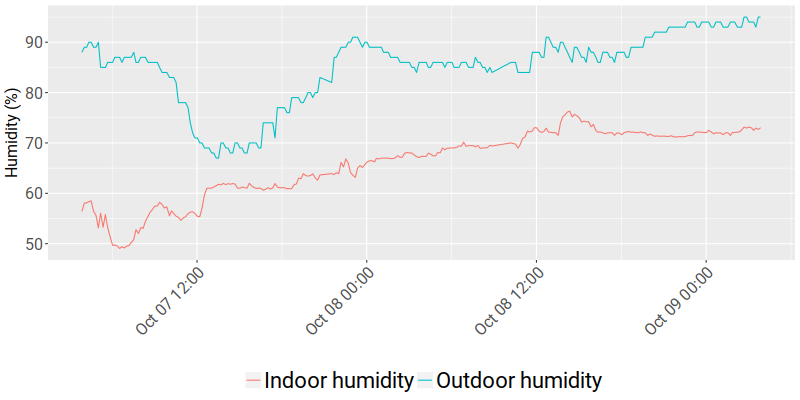 Humidity (%)
90
80
70
60
50
Oct 07 12:00
Oct 08 00:00
Oct 08 12:00
Oct 09 00:00
Indoor humidity
Outdoor humidity